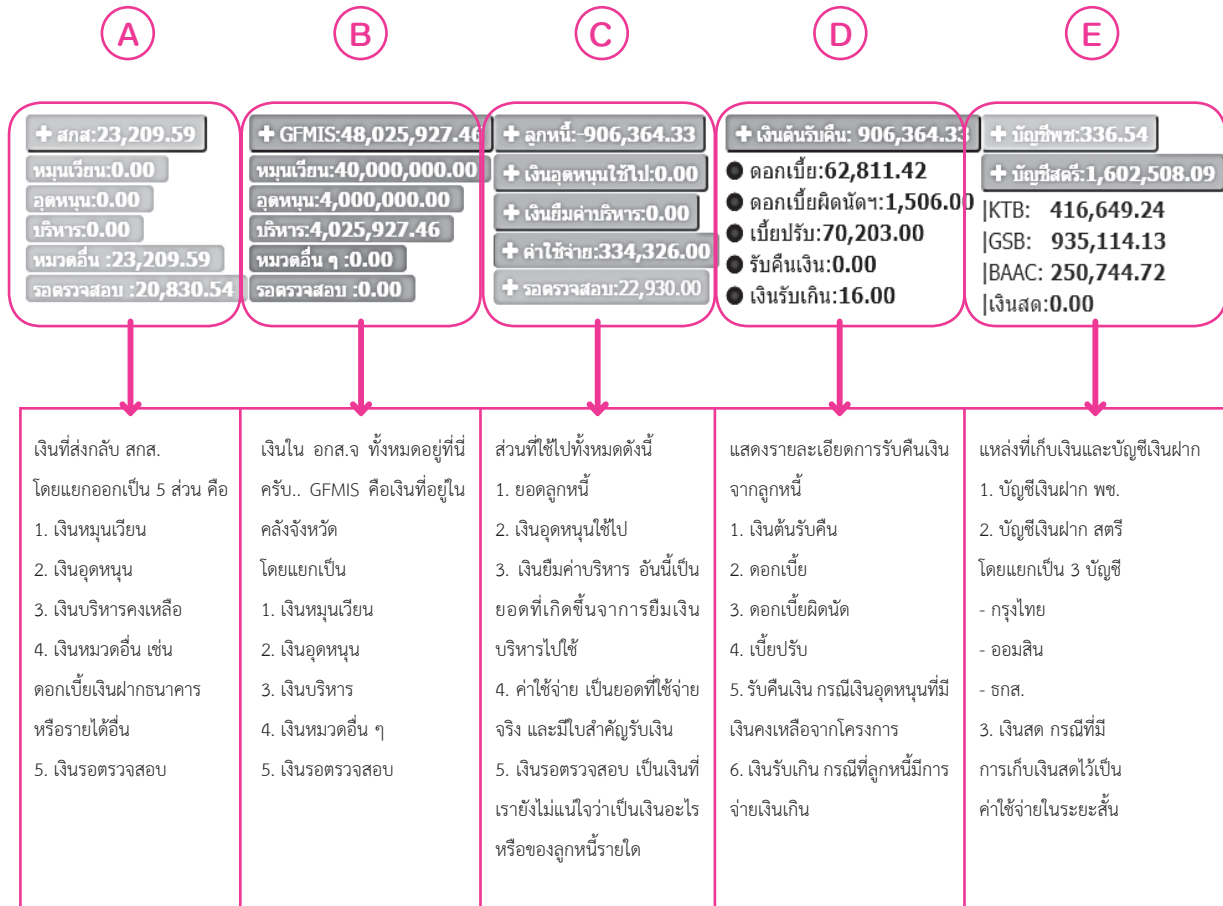 A
B
C
D
E
+ สกส:23,209.59
หมุนเวียน:0.00
อุดหนุน:0.00
บริหาร:0.00
หมวดอื่น :23,209.59
รอตรวจสอบ :20,830.54
+ GFMIS:48,025,927.46
หมุนเวียน:40,000,000.00
อุดหนุน:4,000,000.00
บริหาร:4,025,927.46
หมวดอื่น ๆ :0.00
รอตรวจสอบ :0.00
+ ลูกหนี้:-906,364.33
+ เงินอุดหนุนใช้ไป:0.00
+ เงินยืมค่าบริหาร:0.00
+ ค่าใช้จ่าย:334,326.00
+ รอตรวจสอบ:22,930.00
+ เงินต้นรับคืน: 906,364.33
● ดอกเบี้ย:62,811.42
● ดอกเบี้ยผิดนัดฯ:1,506.00
● เบี้ยปรับ:70,203.00
● รับคืนเงิน:0.00
● เงินรับเกิน:16.00
+ บัญชีพช:336.54
+ บัญชีสตรี:1,602,508.09
|KTB: 416,649.24
|GSB: 935,114.13
|BAAC: 250,744.72
|เงินสด:0.00
เงินที่ส่งกลับ สกส.
โดยแยกออกเป็น 5 ส่วน คือ
1. เงินหมุนเวียน
2. เงินอุดหนุน
3. เงินบริหารคงเหลือ
4. เงินหมวดอื่น เช่น
ดอกเบี้ยเงินฝากธนาคาร
หรือรายได้อื่น
5. เงินรอตรวจสอบ
เงินใน อกส.จ ทั้งหมดอยู่ที่นี่
ครับ.. GFMIS คือเงินที่อยู่ใน
คลังจังหวัด
โดยแยกเป็น
1. เงินหมุนเวียน
2. เงินอุดหนุน
3. เงินบริหาร
4. เงินหมวดอื่น ๆ
5. เงินรอตรวจสอบ
ส่วนที่ใช้ไปทั้งหมดดังนี้
1. ยอดลูกหนี้
2. เงินอุดหนุนใช้ไป
3. เงินยืมค่าบริหาร อันนี้เป็น
ยอดที่เกิดขึ้นจาการยืมเงิน
บริหารไปใช้
4. ค่าใช้จ่าย เป็นยอดที่ใช้จ่าย
จริง และมีใบสำคัญรับเงิน
5. เงินรอตรวจสอบ เป็นเงินที่
เรายังไม่แน่ใจว่าเป็นเงินอะไร
หรือของลูกหนี้รายใด
แสดงรายละเอียดการรับคืนเงิน
จากลูกหนี้
1. เงินต้นรับคืน
2. ดอกเบี้ย
3. ดอกเบี้ยผิดนัด
4. เบี้ยปรับ
5. รับคืนเงิน กรณีเงินอุดหนุนที่มี
เงินคงเหลือจากโครงการ
6. เงินรับเกิน กรณีที่ลูกหนี้มีการ
จ่ายเงินเกิน
แหล่งที่เก็บเงินและบัญชีเงินฝาก
1. บัญชีเงินฝาก พช.
2. บัญชีเงินฝาก สตรี
โดยแยกเป็น 3 บัญชี
- กรุงไทย
- ออมสิน
- ธกส.
3. เงินสด กรณีที่มี
การเก็บเงินสดไว้เป็น
ค่าใช้จ่ายในระยะสั้น